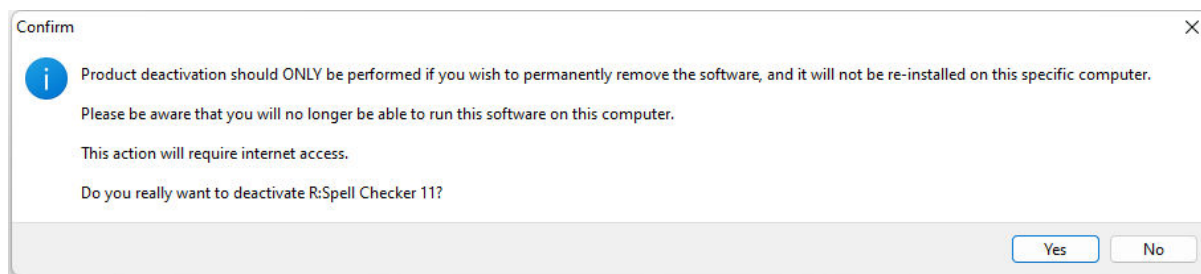 Confirm
Product deactivation should ONLY be performed if you wish to permanently remove the software, and it will not be re-installed on this specific computer.
Please be aware that you will no longer be able to run this software on this computer.
This action will require internet access.
Do you really want to deactivate R:Spell Checker 11?
Yes No